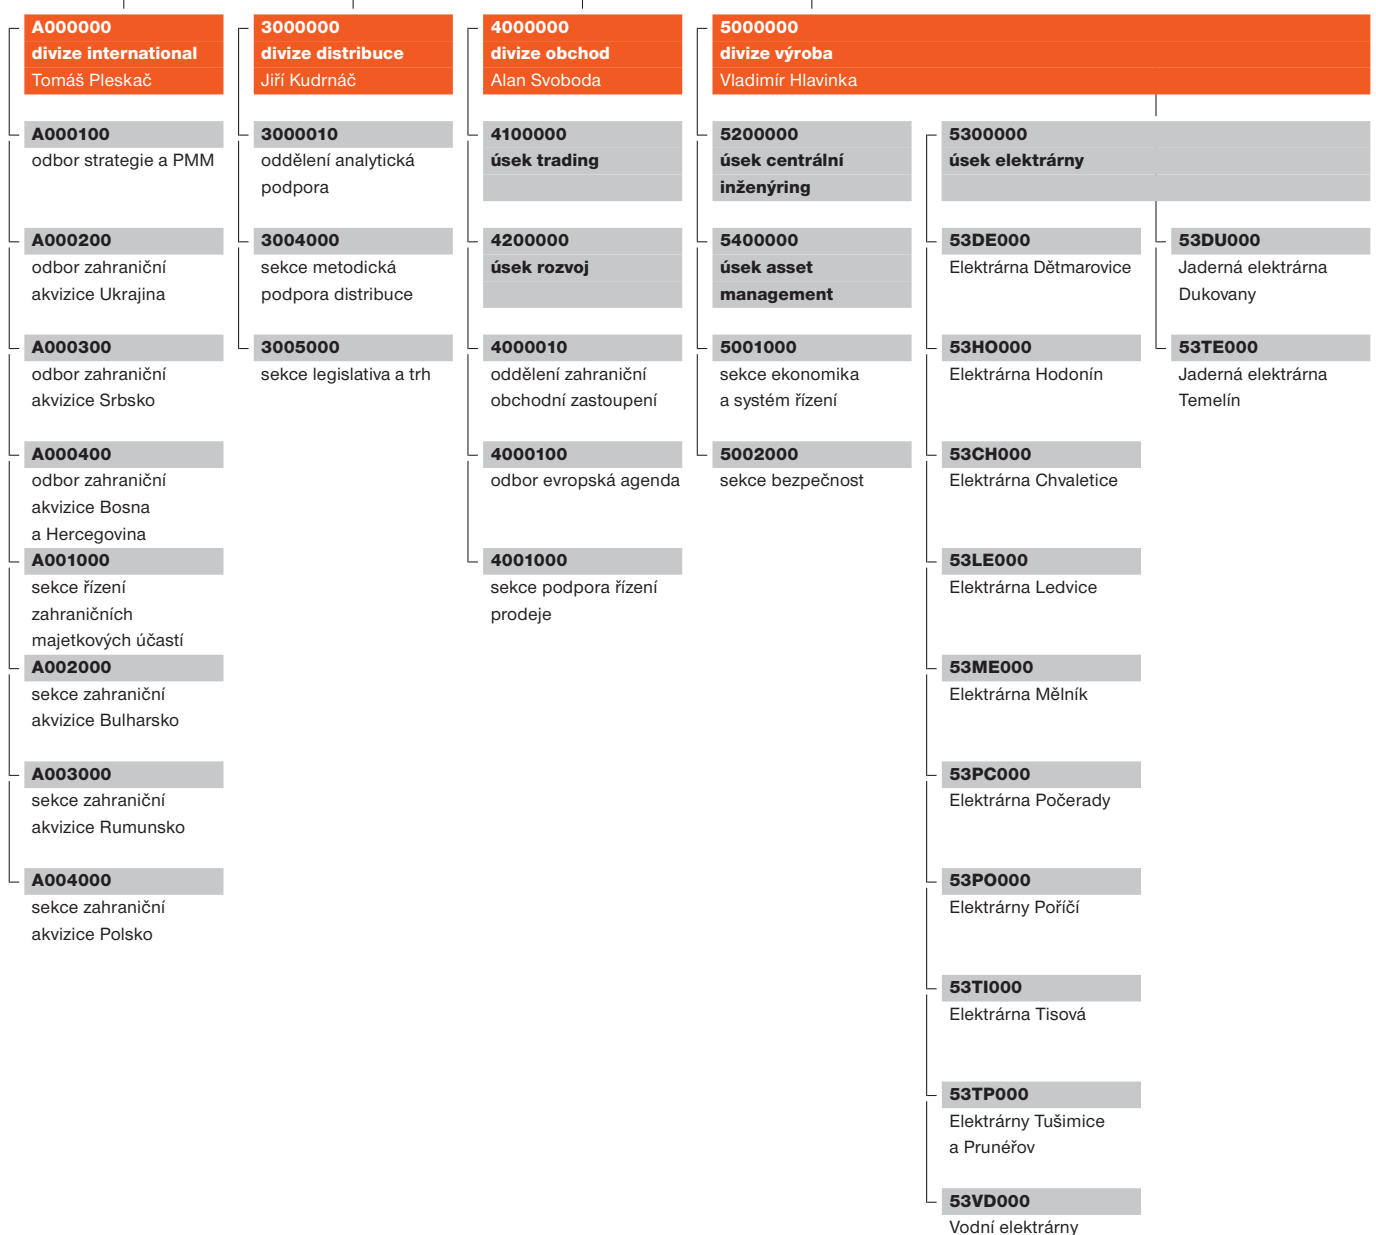 A000000
divize international
Tomáš Pleskač
A000100
odbor strategie a PMM
A000200
odbor zahraniční
akvizice Ukrajina
A000300
odbor zahraniční
akvizice Srbsko
A000400
odbor zahraniční
akvizice Bosna
a Hercegovina
A001000
sekce řízení
zahraničních
majetkových účastí
A002000
sekce zahraniční
akvizice Bulharsko
A003000
sekce zahraniční
akvizice Rumunsko
A004000
sekce zahraniční
akvizice Polsko
3000000
divize distribuce
Jiří Kudrnáč
3000010
oddělení analytická
podpora
3004000
sekce metodická
podpora distribuce
3005000
sekce legislativa a trh
4000000
divize obchod
Alan Svoboda
4100000
úsek trading
4200000
úsek rozvoj
4000010
oddělení zahraniční
obchodní zastoupení
4000100
odbor evropská agenda
4001000
sekce podpora řízení
prodeje
5000000
divize výroba
Vladimír Hlavinka
5200000
úsek centrální
inženýring
5400000
úsek asset
management
5001000
sekce ekonomika
a systém řízení
5002000
sekce bezpečnost
5300000
úsek elektrárny
53DE000
Elektrárna Dětmarovice
53HO000
Elektrárna Hodonín
53CH000
Elektrárna Chvaletice
53LE000
Elektrárna Ledvice
53ME000
Elektrárna Mělník
53PC000
Elektrárna Počerady
53PO000
Elektrárny Poříčí
53TI000
Elektrárna Tisová
53TP000
Elektrárny Tušimice
a Prunéřov
53VD000
Vodní elektrárny
53DU000
Jaderná elektrárna
Dukovany
53TE000
Jaderná elektrárna
Temelín